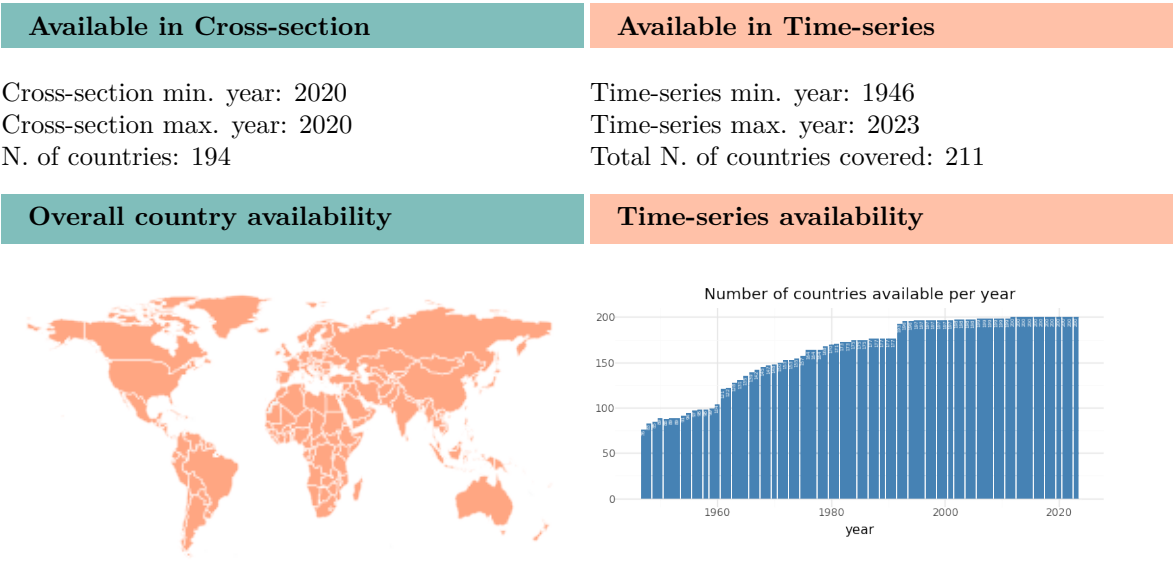 Available in Cross-section
Available in Time-series
Cross-section min. year: 2020
Cross-section max. year: 2020
N. of countries: 194
Time-series min. year: 1946
Time-series max. year: 2023
Total N. of countries covered: 211
Overall country availability
Time-series availability
Number of countries available per year
200
150
100
50
0
1960 1980 2000 2020
year